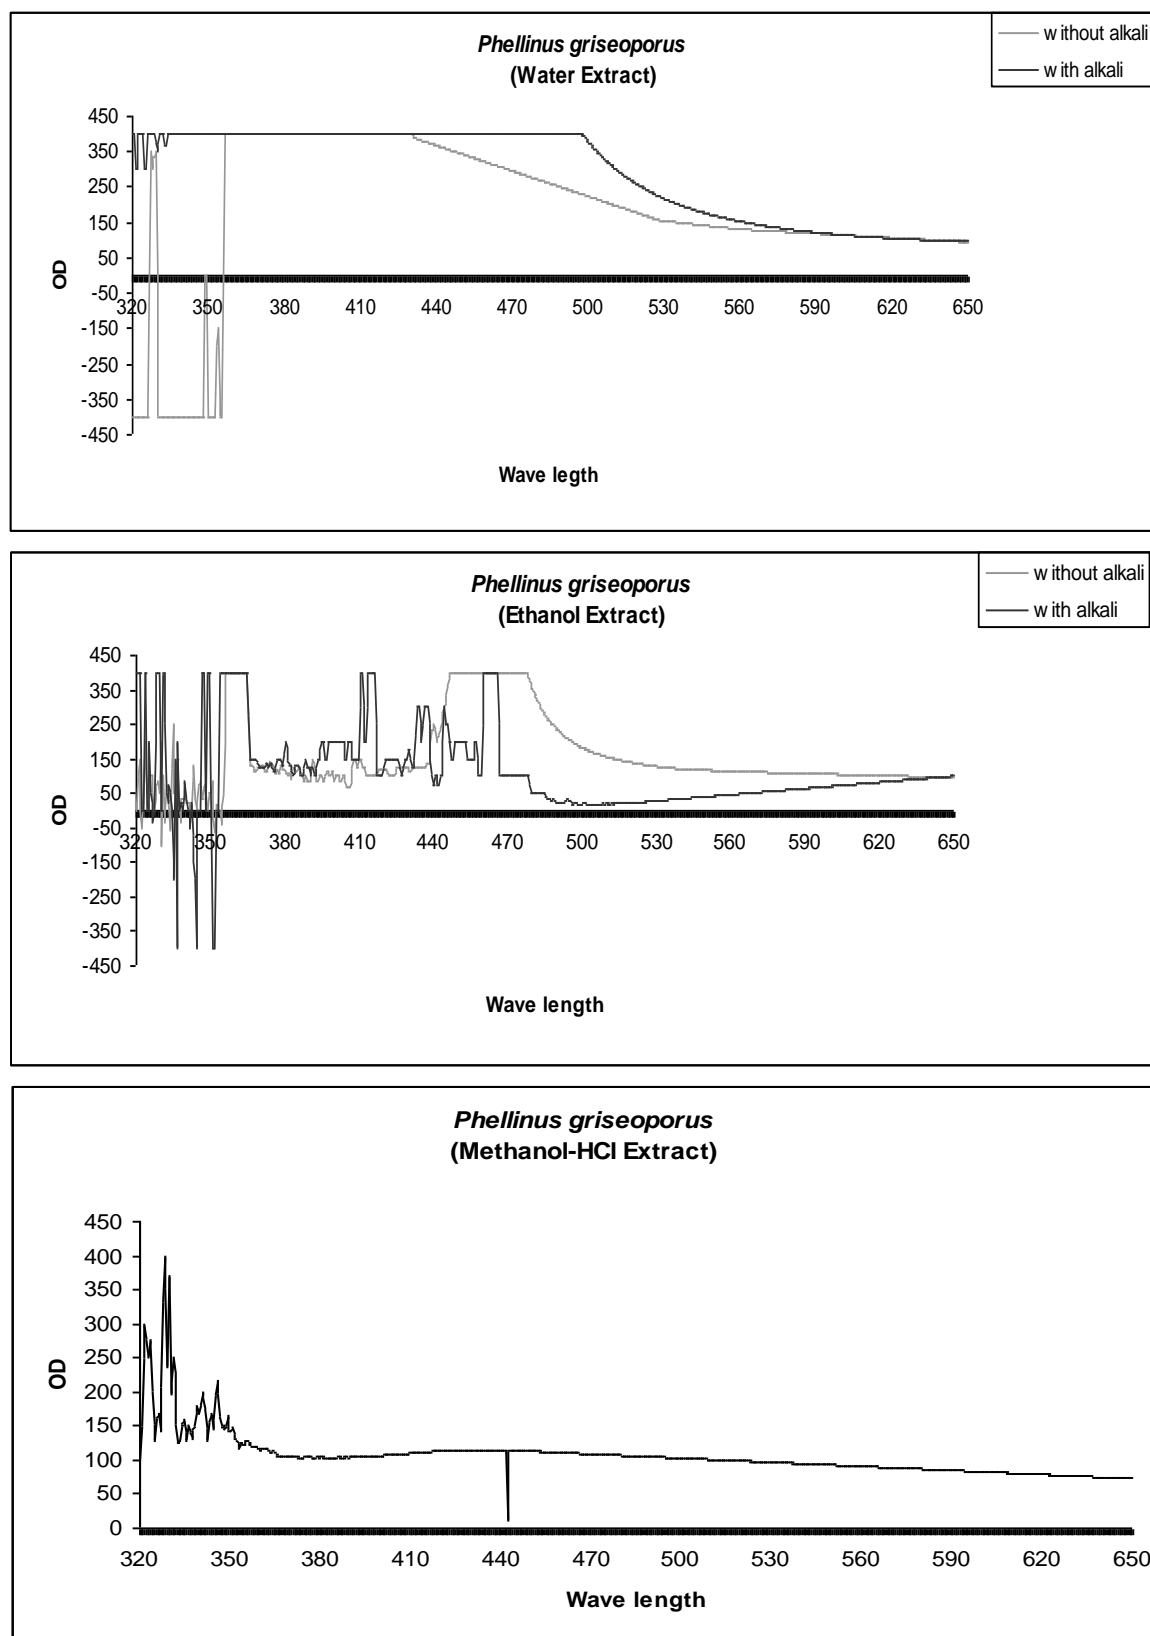 without alkali
with alkali
Phellinus griseoporus
(Water Extract)
450
350
250
150
50
-50
-150
-250
-350
-450
OD
320 350 380 410 440 470 500 530 560 590 620 650
Wave legth
without alkali
with alkali
Phellinus griseoporus
(Ethanol Extract)
450
350
250
150
50
-50
-150
-250
-350
-450
OD
320 350 380 410 440 470 500 530 560 590 620 650
Wave length
Phellinus griseoporus
(Methanol-HCl Extract)
450
400
350
300
250
200
150
100
50
0
OD
320 350 380 410 440 470 500 530 560 590 620 650
Wave length